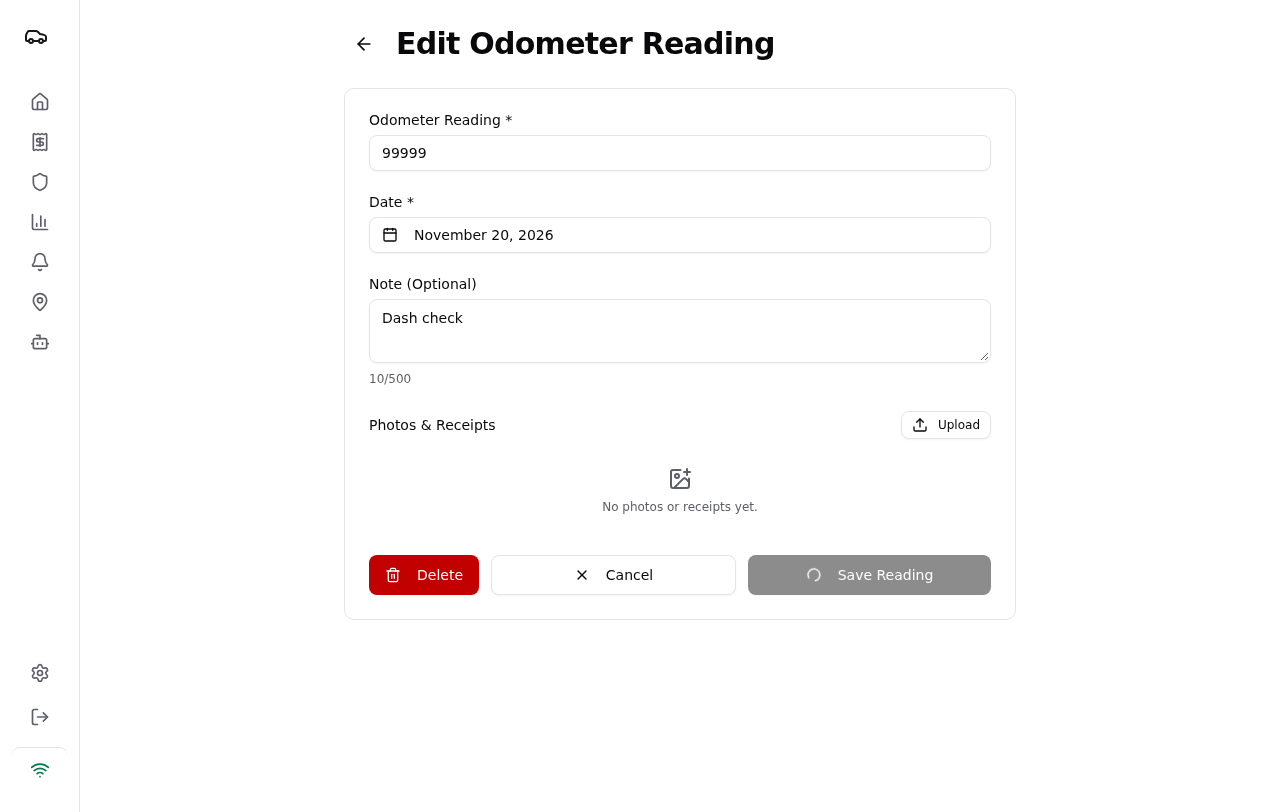 Edit Odometer Reading
Odometer Reading *
99999
Date *
November 20, 2026
Note (Optional)
Dash check
10/500
Photos & Receipts
Upload
No photos or receipts yet.
Delete
Cancel
Save Reading